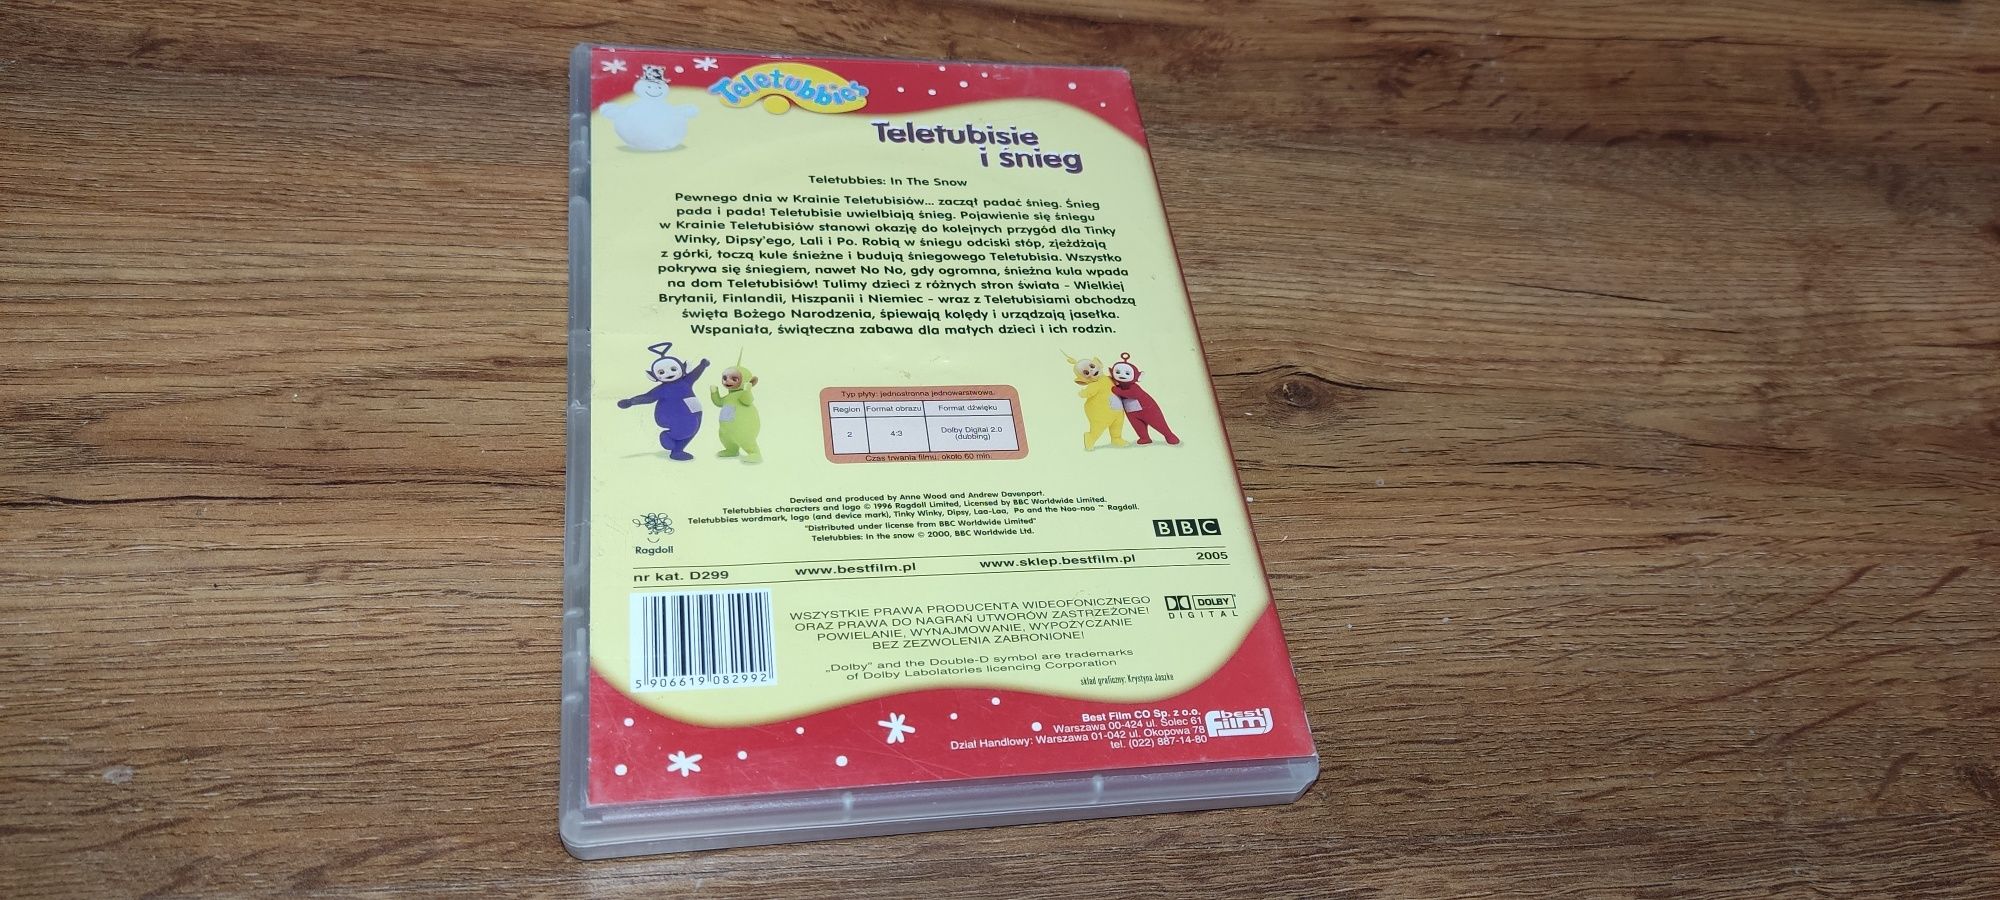 Teletubbies
Teletubisie
i śnieg
Teletubbies: In The Snow
Pewnego dnia w Krainie Teletubisiów... zaczął padać śnieg. Śnieg
pada i pada! Teletubisie uwielbiają śnieg. Pojawienie się śniegu
w Krainie Teletubisiów stanowi okazję do kolejnych przygód dla Tinky
Winky, Dipsy'ego, Lali i Po. Robią w śniegu odciski stóp, zjeżdżają
z górki, toczą kule śnieżne i budują śniegowego Teletubisia. Wszystko
pokrywa się śniegiem, nawet No No, gdy ogromna, śnieżna kula wpada
na dom Teletubisiów! Tulimy dzieci z różnych stron świata - Wielkiej
Brytanii, Finlandii, Hiszpanii i Niemiec - wraz z Teletubisiami obchodzą
święta Bożego Narodzenia, śpiewają kolędy i urządzają jasełka.
Wspaniała, świąteczna zabawa dla małych dzieci i ich rodzin.
Typ płyty: jednostronna jednowarstwowa.
Region Format obrazu Format dźwięku
2 4:3 Dolby Digital 2.0
(dubbing)
Czas trwania filmu: około 60 min.
Devised and produced by Anne Wood and Andrew Davenport.
Teletubbies characters and logo © 1996 Ragdoll Limited, Licensed by BBC Worldwide Limited.
Teletubbies wordmark, logo (and device mark), Tinky Winky, Dipsy, Laa-Laa, Po and the Noo-noo ™ Ragdoll.
"Distributed under license from BBC Worldwide Limited"
Teletubbies: In the snow © 2000, BBC Worldwide Ltd.
Ragdoll
BBC
nr kat. D299 www.bestfilm.pl www.sklep.bestfilm.pl 2005
WSZYSTKIE PRAWA PRODUCENTA WIDEOFONICZNEGO
ORAZ PRAWA DO NAGRAŃ UTWORÓW ZASTRZEŻONE!
POWIELANIE, WYNAJMOWANIE, WYPOŻYCZANIE
BEZ ZEZWOLENIA ZABRONIONE!
DOLBY
DIGITAL
„Dolby" and the Double-D symbol are trademarks
of Dolby Labolatories licencing Corporation
5 906619 082992
skład graficzny: Krystyna Jaszke
Best Film CO Sp. z o.o.
Warszawa 00-424 ul. Solec 61
Dział Handlowy: Warszawa 01-042 ul. Okopowa 78
tel. (022) 887-14-80
best
film